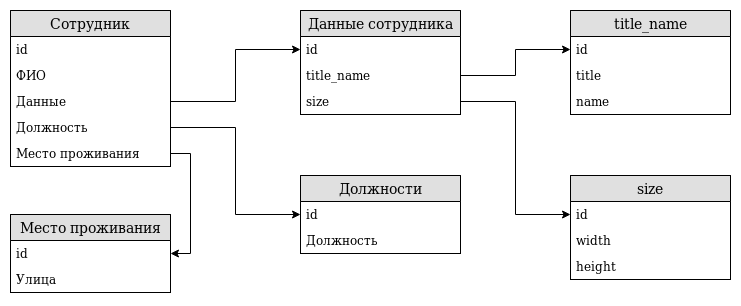 Сотрудник
id
ФИО
Данные
Должность
Место проживания
Данные сотрудника
id
title_name
size
title_name
id
title
name
Место проживания
id
Улица
Должности
id
Должность
size
id
width
height